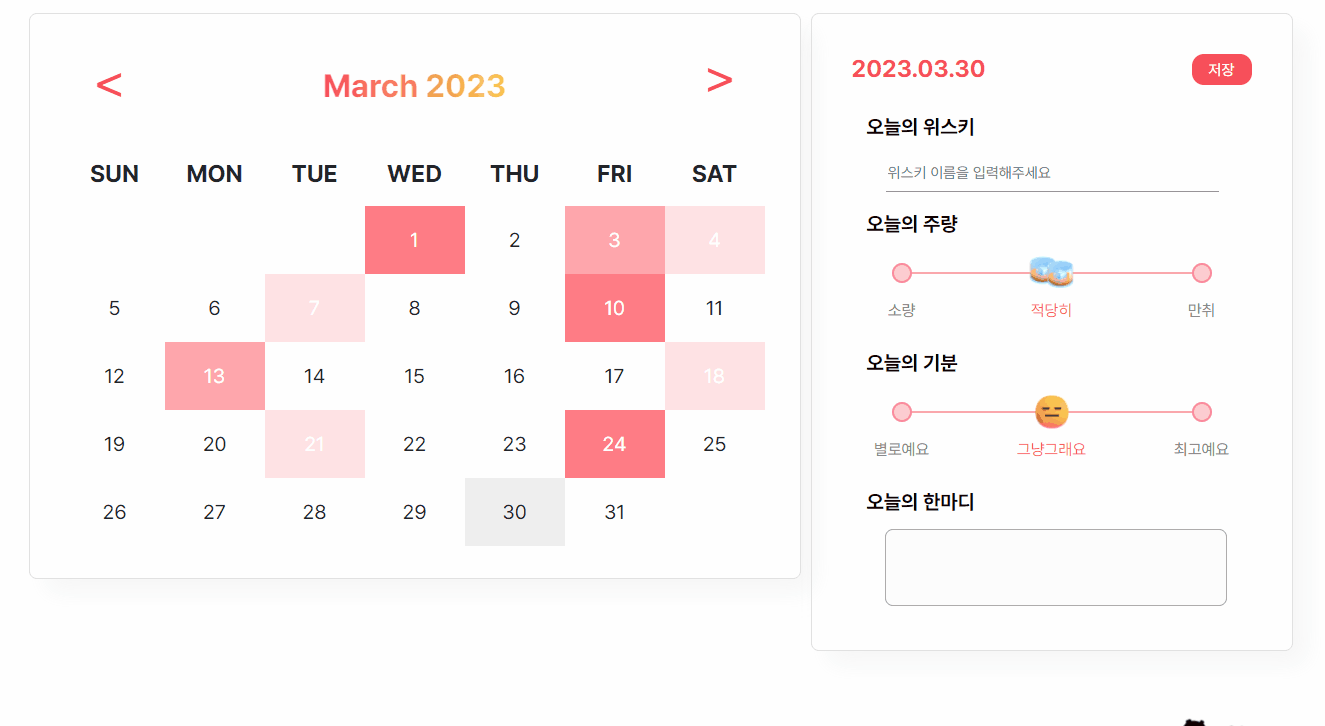 < March 2023 >
SUN MON TUE WED THU FRI SAT
1 2 3 4
5 6 7 8 9 10 11
12 13 14 15 16 17 18
19 20 21 22 23 24 25
26 27 28 29 30 31
2023.03.30 저장
오늘의 위스키
위스키 이름을 입력해주세요
오늘의 주량
소량 적당히 만취
오늘의 기분
별로예요 그냥그래요 최고예요
오늘의 한마디